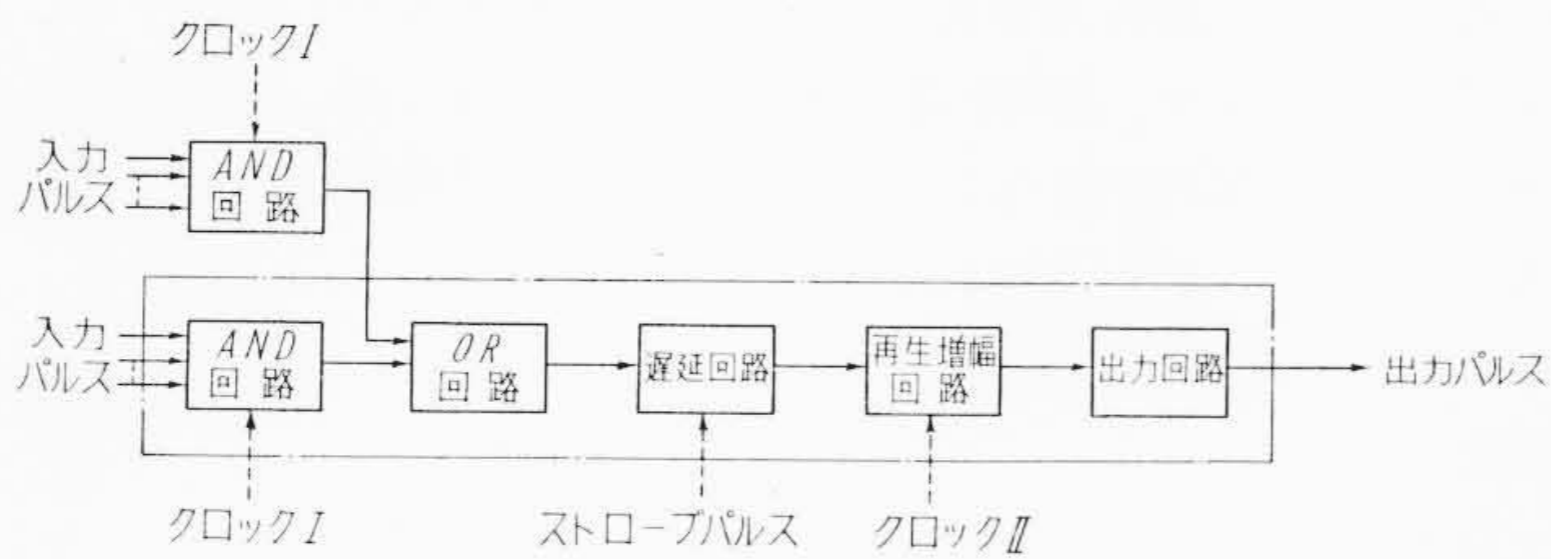 クロックI
入力
パルス
AND
回路
入力
パルス
AND
回路
OR
回路
遅延回路
再生増幅
回路
出力回路
出力パルス
クロックI
ストローブパルス
クロックII